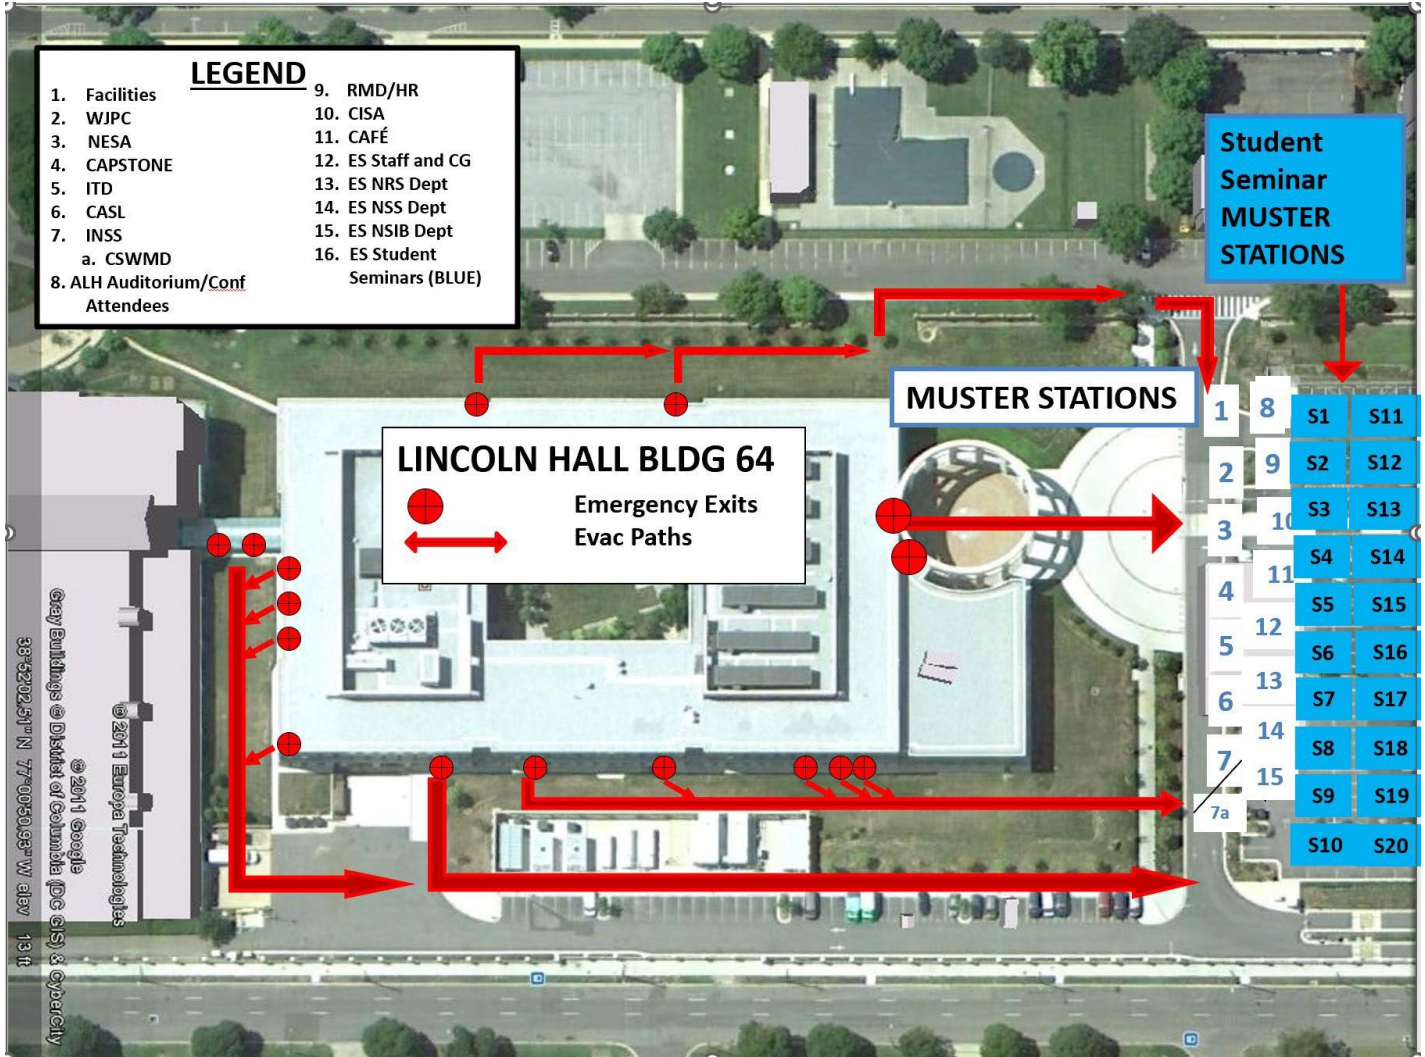 LEGEND
1. Facilities
2. WJPC
3. NESA
4. CAPSTONE
5. ITD
6. CASL
7. INSS
a. CSWMD
8. ALH Auditorium/Conf
Attendees
9. RMD/HR
10. CISA
11. CAFÉ
12. ES Staff and CG
13. ES NRS Dept
14. ES NSS Dept
15. ES NSIB Dept
16. ES Student
Seminars (BLUE)
Student
Seminar
MUSTER
STATIONS
MUSTER STATIONS
LINCOLN HALL BLDG 64
Emergency Exits
Evac Paths
1
2
3
4
5
6
7
7a
8
9
10
11
12
13
14
15
S1 S11
S2 S12
S3 S13
S4 S14
S5 S15
S6 S16
S7 S17
S8 S18
S9 S19
S10 S20
© 2011 Europa Technologies
© 2011 Google
Gray Buildings © District of Columbia (DC GIS) & CyberCity
38°52'02.51" N 77°00'50.93" W elev 13 ft